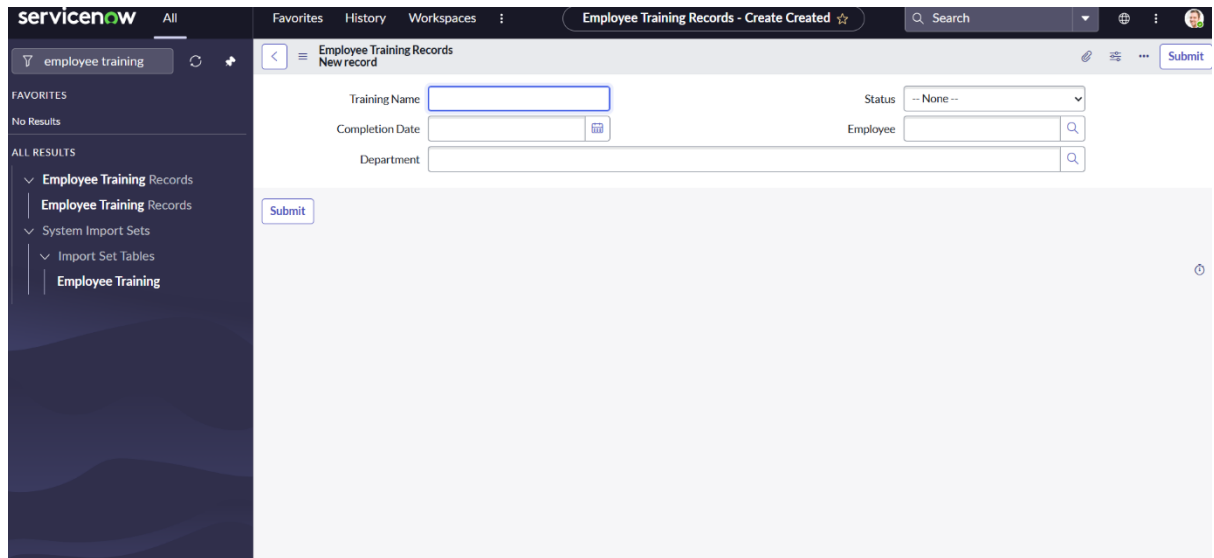 servicenow All Favorites History Workspaces Employee Training Records - Create Created Search
employee training
FAVORITES
No Results
ALL RESULTS
Employee Training Records
Employee Training Records
System Import Sets
Import Set Tables
Employee Training
Employee Training Records
New record
Submit
Training Name
Status -- None --
Completion Date
Employee
Department
Submit